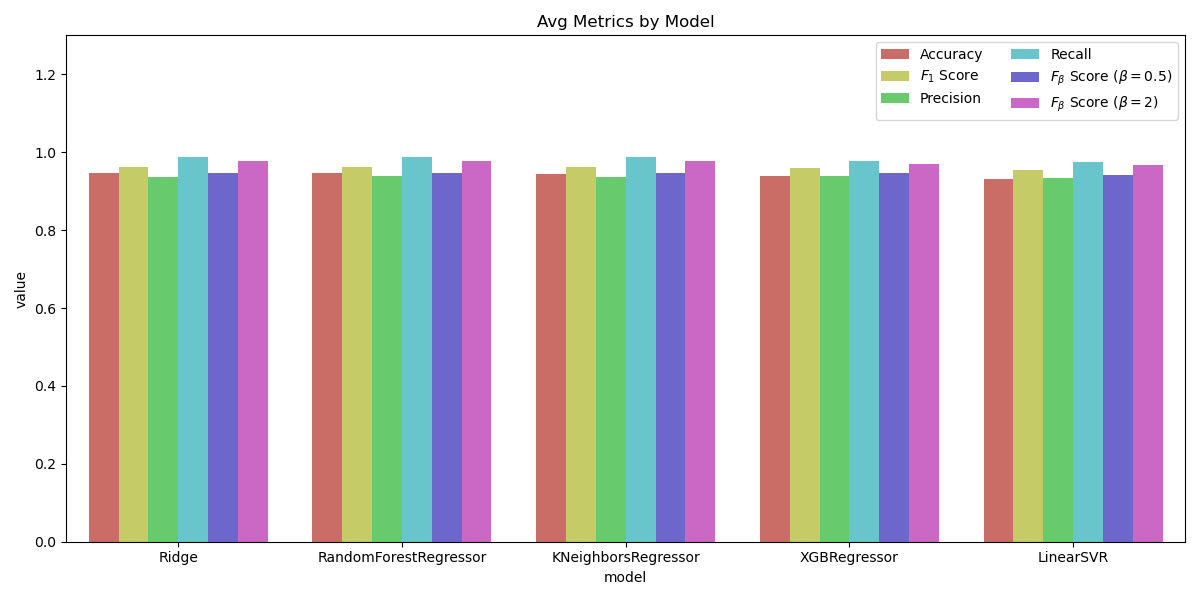 Avg Metrics by Model
Accuracy
F₁ Score
Precision
Recall
Fᵦ Score (β = 0.5)
Fᵦ Score (β = 2)
value
1.2
1.0
0.8
0.6
0.4
0.2
0.0
Ridge
RandomForestRegressor
KNeighborsRegressor
XGBRegressor
LinearSVR
model